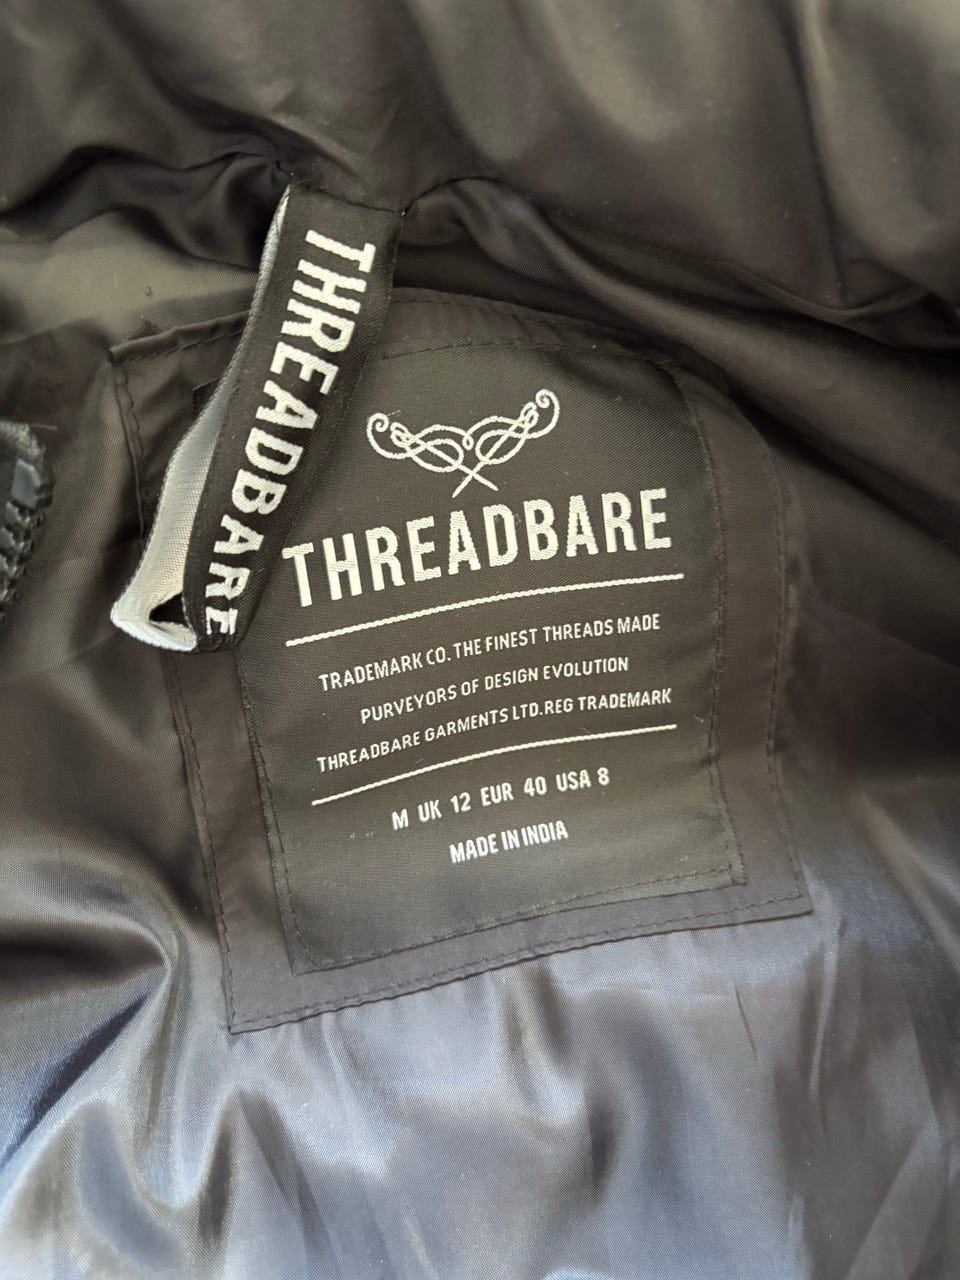 THREADBARE
THREADBARE
TRADEMARK CO. THE FINEST THREADS MADE
PURVEYORS OF DESIGN EVOLUTION
THREADBARE GARMENTS LTD.REG TRADEMARK
M UK 12 EUR 40 USA 8
MADE IN INDIA